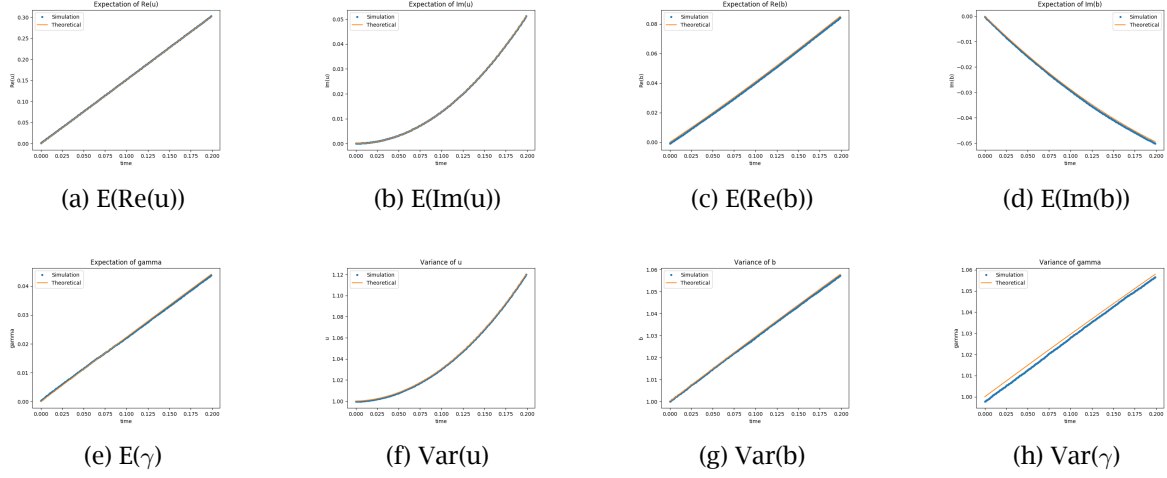 Expectation of Re(u)
Simulation
Theoretical
Re(u)
0.30
0.25
0.20
0.15
0.10
0.05
0.00
0.000 0.025 0.050 0.075 0.100 0.125 0.150 0.175 0.200
time
(a) E(Re(u))
Expectation of Im(u)
Simulation
Theoretical
Im(u)
0.05
0.04
0.03
0.02
0.01
0.00
0.000 0.025 0.050 0.075 0.100 0.125 0.150 0.175 0.200
time
(b) E(Im(u))
Expectation of Re(b)
Simulation
Theoretical
Re(b)
0.08
0.06
0.04
0.02
0.00
0.000 0.025 0.050 0.075 0.100 0.125 0.150 0.175 0.200
time
(c) E(Re(b))
Expectation of Im(b)
Simulation
Theoretical
Im(b)
0.00
−0.01
−0.02
−0.03
−0.04
−0.05
0.000 0.025 0.050 0.075 0.100 0.125 0.150 0.175 0.200
time
(d) E(Im(b))
Expectation of gamma
Simulation
Theoretical
gamma
0.04
0.03
0.02
0.01
0.00
0.000 0.025 0.050 0.075 0.100 0.125 0.150 0.175 0.200
time
(e) E(γ)
Variance of u
Simulation
Theoretical
u
1.12
1.10
1.08
1.06
1.04
1.02
1.00
0.000 0.025 0.050 0.075 0.100 0.125 0.150 0.175 0.200
time
(f) Var(u)
Variance of b
Simulation
Theoretical
b
1.06
1.05
1.04
1.03
1.02
1.01
1.00
0.000 0.025 0.050 0.075 0.100 0.125 0.150 0.175 0.200
time
(g) Var(b)
Variance of gamma
Simulation
Theoretical
gamma
1.06
1.05
1.04
1.03
1.02
1.01
1.00
0.000 0.025 0.050 0.075 0.100 0.125 0.150 0.175 0.200
time
(h) Var(γ)